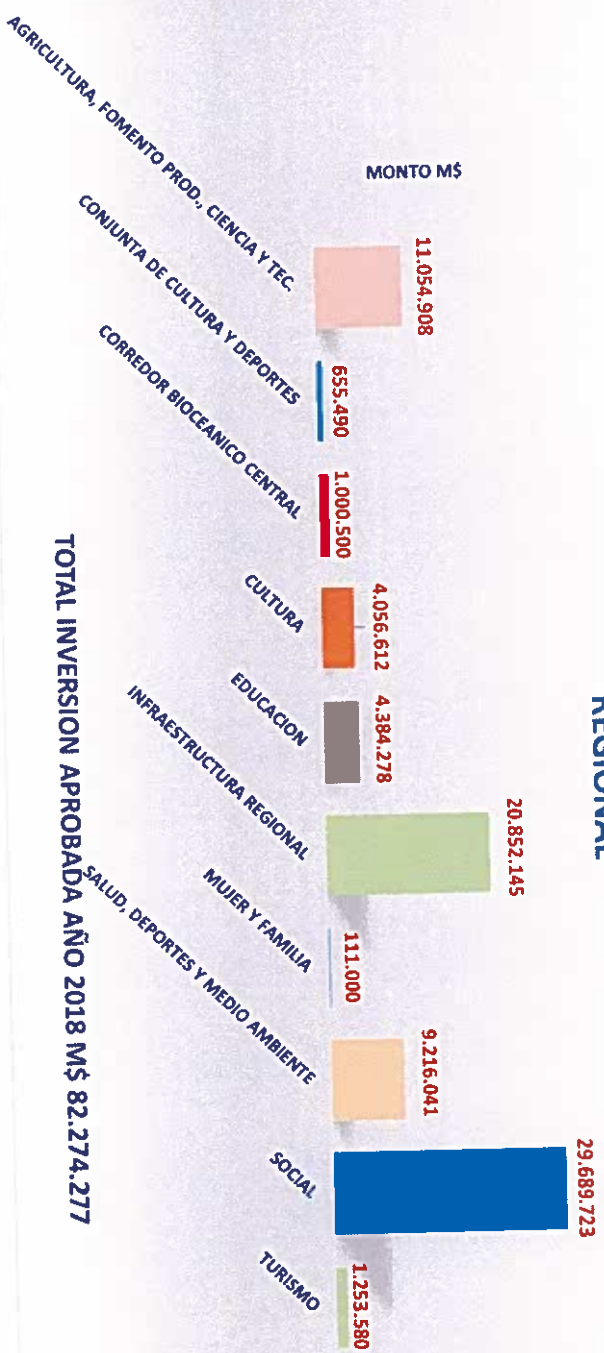 REGIONAL
MONTO M$
11.054.908
655.490
1.000.500
4.056.612
4.384.278
20.852.145
111.000
9.216.041
29.689.723
1.253.580
AGRICULTURA, FOMENTO PROD., CIENCIA Y TEC.
CONJUNTA DE CULTURA Y DEPORTES
CORREDOR BIOCEANICO CENTRAL
CULTURA
EDUCACION
INFRAESTRUCTURA REGIONAL
MUJER Y FAMILIA
SALUD, DEPORTES Y MEDIO AMBIENTE
SOCIAL
TURISMO
TOTAL INVERSION APROBADA AÑO 2018 M$ 82.274.277